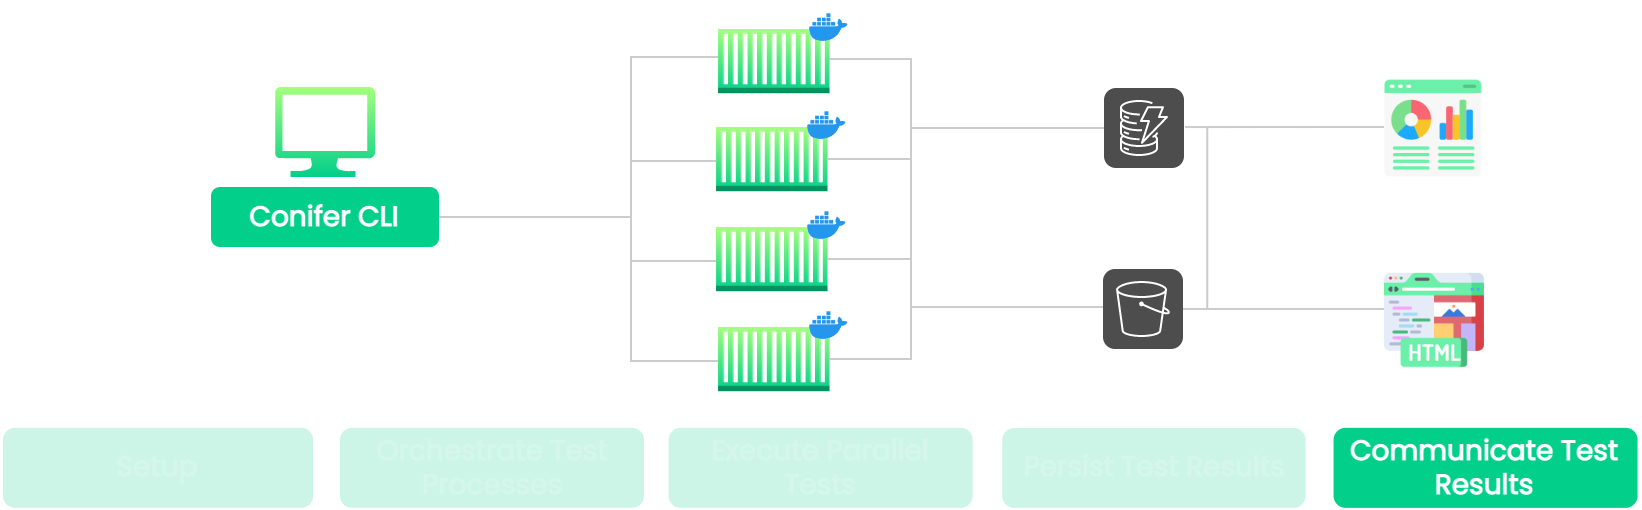 Conifer CLI
HTML
Setup
Orchestrate Test
Processes
Execute Parallel
Tests
Persist Test Results
Communicate Test
Results